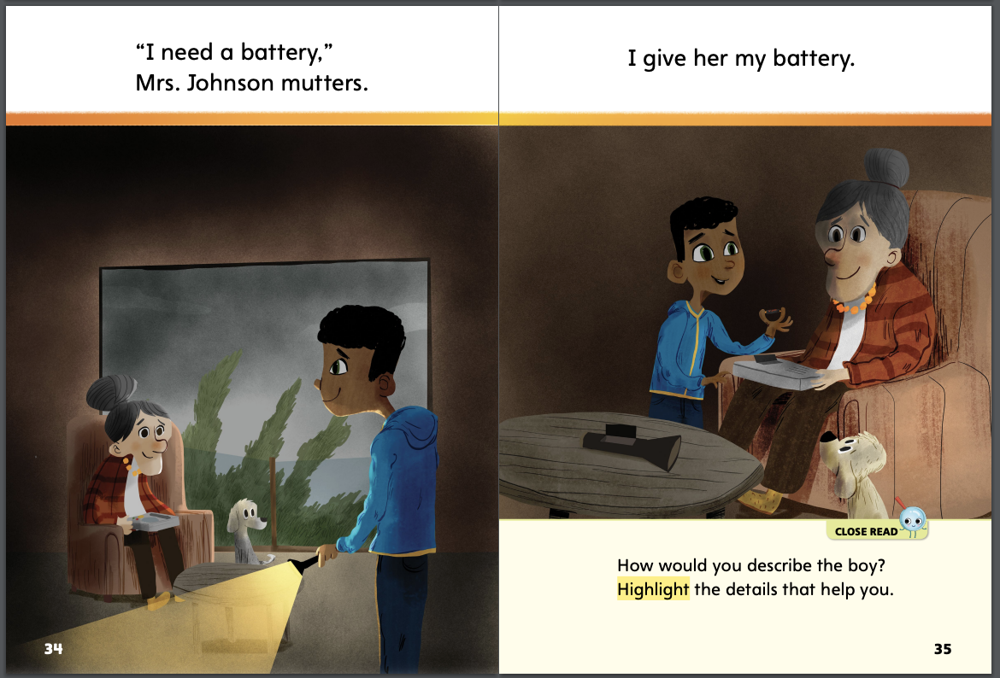 “I need a battery,”
Mrs. Johnson mutters.
34
I give her my battery.
CLOSE READ
How would you describe the boy?
Highlight the details that help you.
35